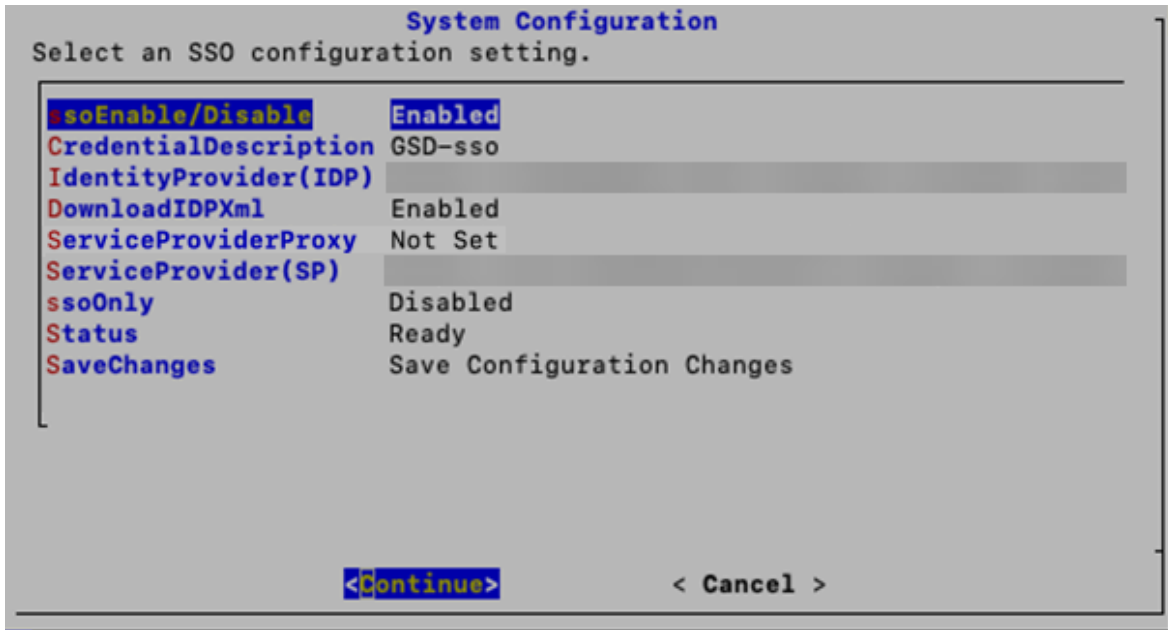 System Configuration
Select an SSO configuration setting.
ssoEnable/Disable Enabled
CredentialDescription GSD-sso
IdentityProvider(IDP)
DownloadIDPXml Enabled
ServiceProviderProxy Not Set
ServiceProvider(SP)
ssoOnly Disabled
Status Ready
SaveChanges Save Configuration Changes
<Continue> < Cancel >